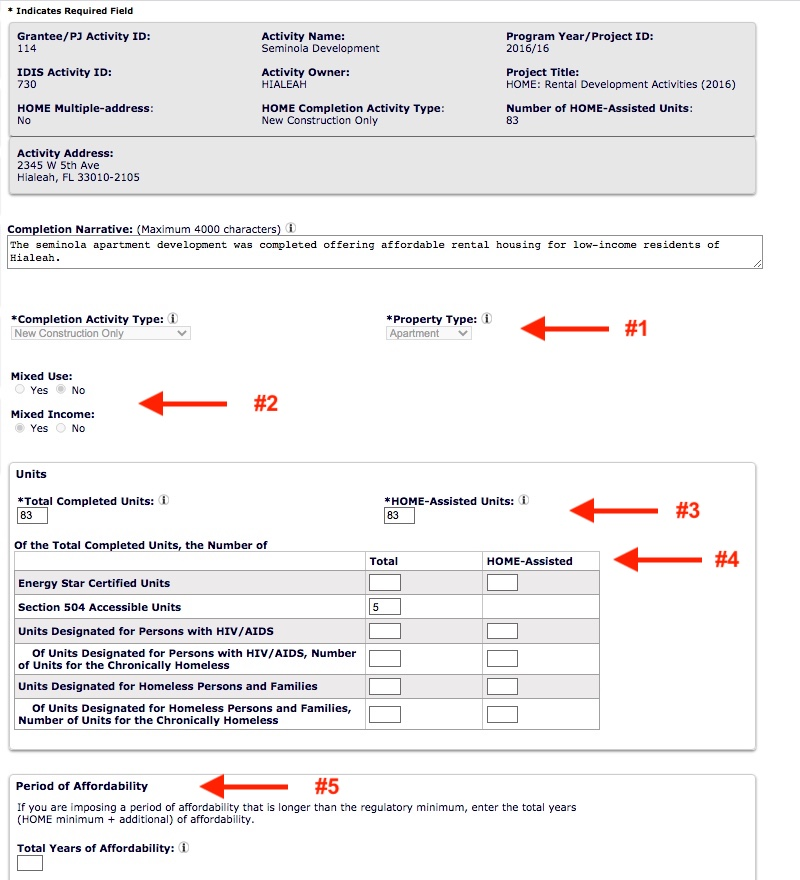 * Indicates Required Field
Grantee/PJ Activity ID: Activity Name: Program Year/Project ID:
114 Seminola Development 2016/16
IDIS Activity ID: Activity Owner: Project Title:
730 HIALEAH HOME: Rental Development Activities (2016)
HOME Multiple-address: HOME Completion Activity Type: Number of HOME-Assisted Units:
No New Construction Only 83
Activity Address:
2345 W 5th Ave
Hialeah, FL 33010-2105
Completion Narrative: (Maximum 4000 characters)
The seminola apartment development was completed offering affordable rental housing for low-income residents of
Hialeah.
*Completion Activity Type: *Property Type:
New Construction Only Apartment #1
Mixed Use:
Yes No
#2
Mixed Income:
Yes No
Units
*Total Completed Units: *HOME-Assisted Units:
83 83 #3
Of the Total Completed Units, the Number of
Total HOME-Assisted #4
Energy Star Certified Units
Section 504 Accessible Units 5
Units Designated for Persons with HIV/AIDS
Of Units Designated for Persons with HIV/AIDS, Number
of Units for the Chronically Homeless
Units Designated for Homeless Persons and Families
Of Units Designated for Homeless Persons and Families,
Number of Units for the Chronically Homeless
Period of Affordability #5
If you are imposing a period of affordability that is longer than the regulatory minimum, enter the total years
(HOME minimum + additional) of affordability.
Total Years of Affordability: